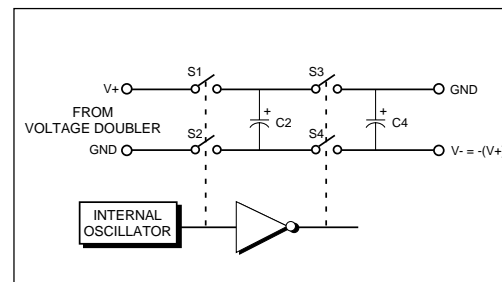 S1
S3
V+
GND
+
C2
+
C4
FROM
VOLTAGE DOUBLER
S2
S4
GND
V- = -(V+
INTERNAL
OSCILLATOR